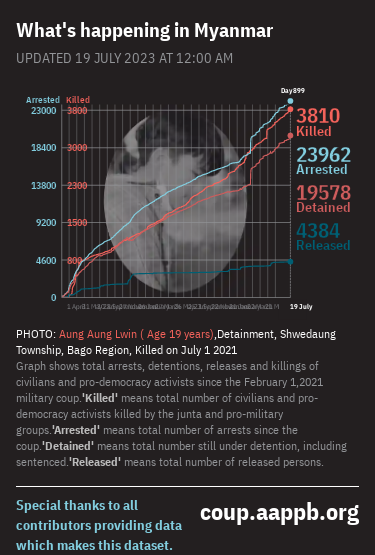 What's happening in Myanmar
UPDATED 19 JULY 2023 AT 12:00 AM
Day899
Arrested Killed
23000 3800
3810
Killed
18400 3000
23962
Arrested
13800 2300
19578
Detained
9200 1500
4384
Released
4600 800
0
19 July
PHOTO: Aung Aung Lwin ( Age 19 years),Detainment, Shwedaung
Township, Bago Region, Killed on July 1 2021
Graph shows total arrests, detentions, releases and killings of
civilians and pro-democracy activists since the February 1,2021
military coup.'Killed' means total number of civilians and pro-
democracy activists killed by the junta and pro-military
groups.'Arrested' means total number of arrests since the
coup.'Detained' means total number still under detention, including
sentenced.'Released' means total number of released persons.
Special thanks to all
contributors providing data
which makes this dataset.
coup.aappb.org